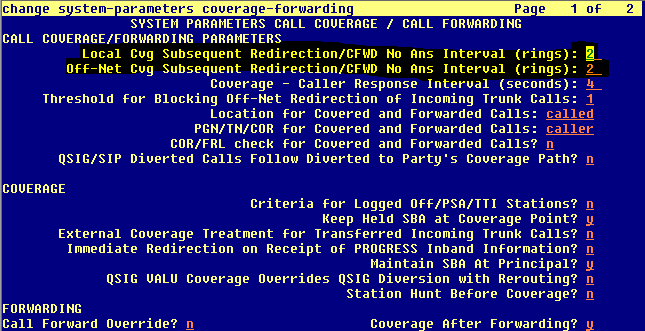 change system-parameters coverage-forwarding Page 1 of 2
SYSTEM PARAMETERS CALL COVERAGE / CALL FORWARDING
CALL COVERAGE/FORWARDING PARAMETERS
Local Cvg Subsequent Redirection/CFWD No Ans Interval (rings): 2
Off-Net Cvg Subsequent Redirection/CFWD No Ans Interval (rings): 2
Coverage - Caller Response Interval (seconds): 4
Threshold for Blocking Off-Net Redirection of Incoming Trunk Calls: 1
Location for Covered and Forwarded Calls: called
PGN/TN/COR for Covered and Forwarded Calls: caller
COR/FRL check for Covered and Forwarded Calls? n
QSIG/SIP Diverted Calls Follow Diverted to Party's Coverage Path? n
COVERAGE
Criteria for Logged Off/PSA/TTI Stations? n
Keep Held SBA at Coverage Point? y
External Coverage Treatment for Transferred Incoming Trunk Calls? n
Immediate Redirection on Receipt of PROGRESS Inband Information? n
Maintain SBA At Principal? y
QSIG VALU Coverage Overrides QSIG Diversion with Rerouting? n
Station Hunt Before Coverage? n
FORWARDING
Call Forward Override? n Coverage After Forwarding? y